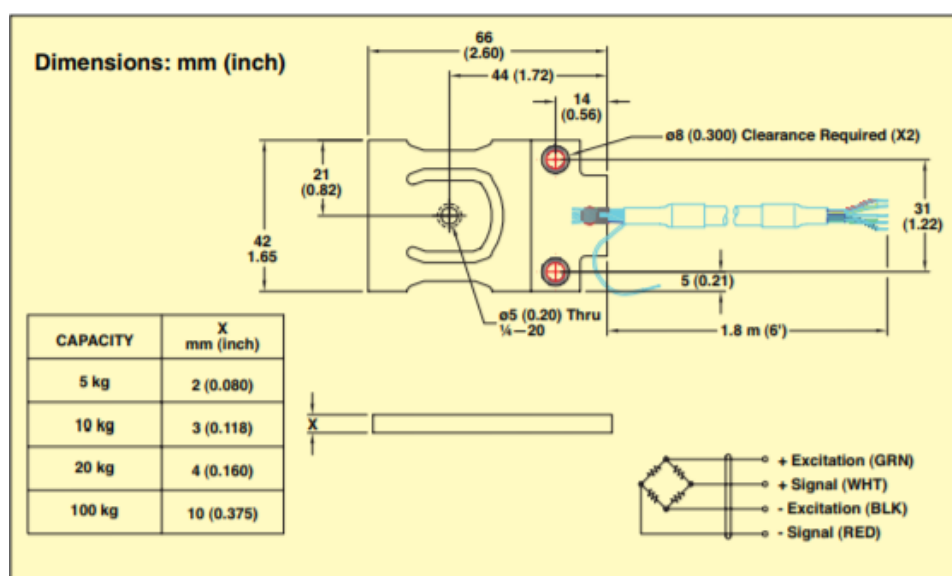 66
(2.60)
Dimensions: mm (inch)
44 (1.72)
14
(0.56)
ø8 (0.300) Clearance Required (X2)
21
(0.82)
31
(1.22)
42
1.65
5 (0.21)
ø5 (0.20) Thru
¼—20
1.8 m (6')
CAPACITY
X
mm (inch)
5 kg
2 (0.080)
10 kg
3 (0.118)
20 kg
4 (0.160)
100 kg
10 (0.375)
X
+ Excitation (GRN)
+ Signal (WHT)
- Excitation (BLK)
- Signal (RED)